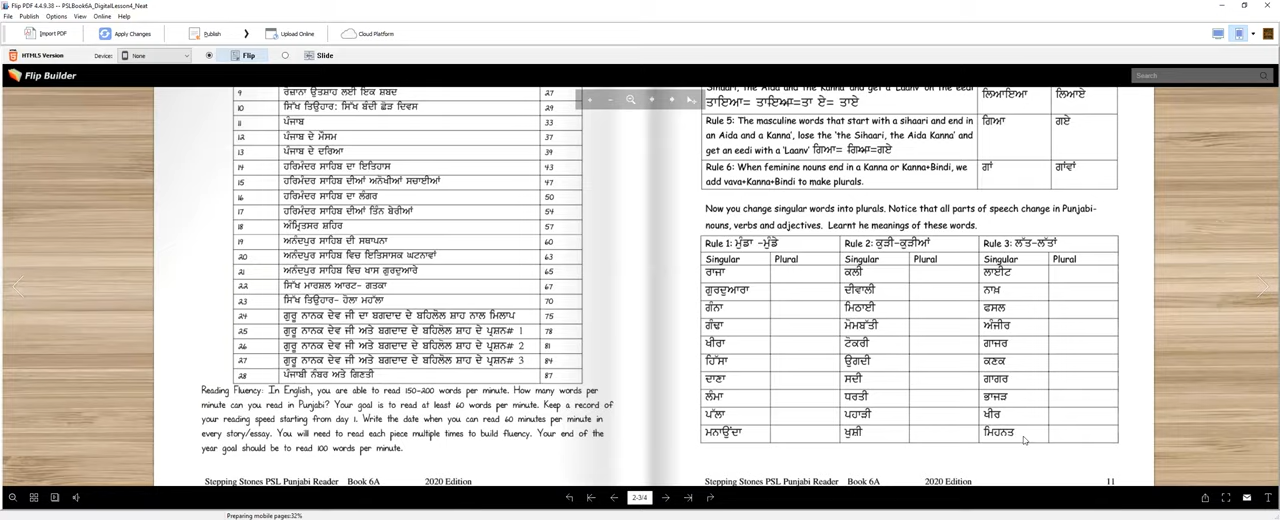 Flip PDF 4.4.9.38 -- PSLBook6A_DigitalLesson4_Neat
File Publish Options View Online Help
Import PDF Apply Changes Publish Upload Online Cloud Platform
HTML5 Version Device: None Flip Slide
Flip Builder Search
9 ਰੋਜ਼ਾਨਾ ਉਤਸ਼ਾਹ ਲਈ ਇਕ ਸ਼ਬਦ 27
10 ਸਿੱਖ ਤਿਉਹਾਰ: ਸਿੱਖ ਬੰਦੀ ਛੋੜ ਦਿਵਸ 29
11 ਪੰਜਾਬ 33
12 ਪੰਜਾਬ ਦੇ ਮੌਸਮ 37
13 ਪੰਜਾਬ ਦੇ ਦਰਿਆ 39
14 ਹਰਿਮੰਦਰ ਸਾਹਿਬ ਦਾ ਇਤਿਹਾਸ 43
15 ਹਰਿਮੰਦਰ ਸਾਹਿਬ ਦੀਆਂ ਅਨੋਖੀਆਂ ਸਚਾਈਆਂ 47
16 ਹਰਿਮੰਦਰ ਸਾਹਿਬ ਦਾ ਲੰਗਰ 50
17 ਹਰਿਮੰਦਰ ਸਾਹਿਬ ਦੀਆਂ ਤਿੰਨ ਬੇਰੀਆਂ 54
18 ਅੰਮ੍ਰਿਤਸਰ ਸ਼ਹਿਰ 57
19 ਅਨੰਦਪੁਰ ਸਾਹਿਬ ਦੀ ਸਥਾਪਨਾ 60
20 ਅਨੰਦਪੁਰ ਸਾਹਿਬ ਵਿਚ ਇਤਿਸਾਸਕ ਘਟਨਾਵਾਂ 63
21 ਅਨੰਦਪੁਰ ਸਾਹਿਬ ਵਿਚ ਖਾਸ ਗੁਰਦੁਆਰੇ 65
22 ਸਿੱਖ ਮਾਰਸ਼ਲ ਆਰਟ- ਗਤਕਾ 67
23 ਸਿੱਖ ਤਿਉਹਾਰ- ਹੋਲਾ ਮਹੱਲਾ 70
24 ਗੁਰੂ ਨਾਨਕ ਦੇਵ ਜੀ ਦਾ ਬਗਦਾਦ ਦੇ ਬਹਿਲੋਲ ਸ਼ਾਹ ਨਾਲ ਮਿਲਾਪ 75
25 ਗੁਰੂ ਨਾਨਕ ਦੇਵ ਜੀ ਅਤੇ ਬਗਦਾਦ ਦੇ ਬਹਿਲੋਲ ਸ਼ਾਹ ਦੇ ਪ੍ਰਸ਼ਨ# 1 78
26 ਗੁਰੂ ਨਾਨਕ ਦੇਵ ਜੀ ਅਤੇ ਬਗਦਾਦ ਦੇ ਬਹਿਲੋਲ ਸ਼ਾਹ ਦੇ ਪ੍ਰਸ਼ਨ# 2 81
27 ਗੁਰੂ ਨਾਨਕ ਦੇਵ ਜੀ ਅਤੇ ਬਗਦਾਦ ਦੇ ਬਹਿਲੋਲ ਸ਼ਾਹ ਦੇ ਪ੍ਰਸ਼ਨ# 3 84
28 ਪੰਜਾਬੀ ਨੰਬਰ ਅਤੇ ਗਿਣਤੀ 87
Reading Fluency: In English, you are able to read 150-200 words per minute. How many words per
minute can you read in Punjabi? Your goal is to read at least 60 words per minute. Keep a record of
your reading speed starting from day 1. Write the date when you can read 60 minutes per minute in
every story/essay. You will need to read each piece multiple times to build fluency. Your end of the
year goal should be to read 100 words per minute.
Stepping Stones PSL Punjabi Reader Book 6A 2020 Edition
Sihaari, the Aida and the Kanna and get a Laanv on the eedi
ਤਾਇਆ= ਤਾਇਆ=ਤਾ ਏ= ਤਾਏ ਲਿਆਇਆ ਲਿਆਏ
Rule 5: The masculine words that start with a sihaari and end in ਗਿਆ ਗਏ
an Aida and a Kanna', lose the 'the Sihaari, the Aida Kanna' and
get an eedi with a 'Laanv' ਗਿਆ= ਗਿਆ=ਗਏ
Rule 6: When feminine nouns end in a Kanna or Kanna+Bindi, we ਗਾਂ ਗਾਂਵਾਂ
add vava+Kanna+Bindi to make plurals.
Now you change singular words into plurals. Notice that all parts of speech change in Punjabi-
nouns, verbs and adjectives. Learnt he meanings of these words.
Rule 1: ਮੁੰਡਾ -ਮੁੰਡੇ Rule 2: ਕੁੜੀ-ਕੁੜੀਆਂ Rule 3: ਲੱਤ-ਲੱਤਾਂ
Singular Plural Singular Plural Singular Plural
ਰਾਜਾ ਕਲੀ ਲਾਈਟ
ਗੁਰਦੁਆਰਾ ਦੀਵਾਲੀ ਨਾਖ਼
ਗੰਨਾ ਮਿਠਾਈ ਫਸਲ
ਗੰਢਾ ਮੋਮਬੱਤੀ ਅੰਜੀਰ
ਖੀਰਾ ਟੋਕਰੀ ਗਾਜਰ
ਹਿੱਸਾ ਉਗਦੀ ਕਣਕ
ਦਾਣਾ ਸਦੀ ਗਾਗਰ
ਲੰਮਾ ਧਰਤੀ ਭਾਜੜ
ਪੱਲਾ ਪਹਾੜੀ ਖੀਰ
ਮਨਾਉਂਦਾ ਖੁਸ਼ੀ ਮਿਹਨਤ
Stepping Stones PSL Punjabi Reader Book 6A 2020 Edition 11
2-3/4
Preparing mobile pages:32%